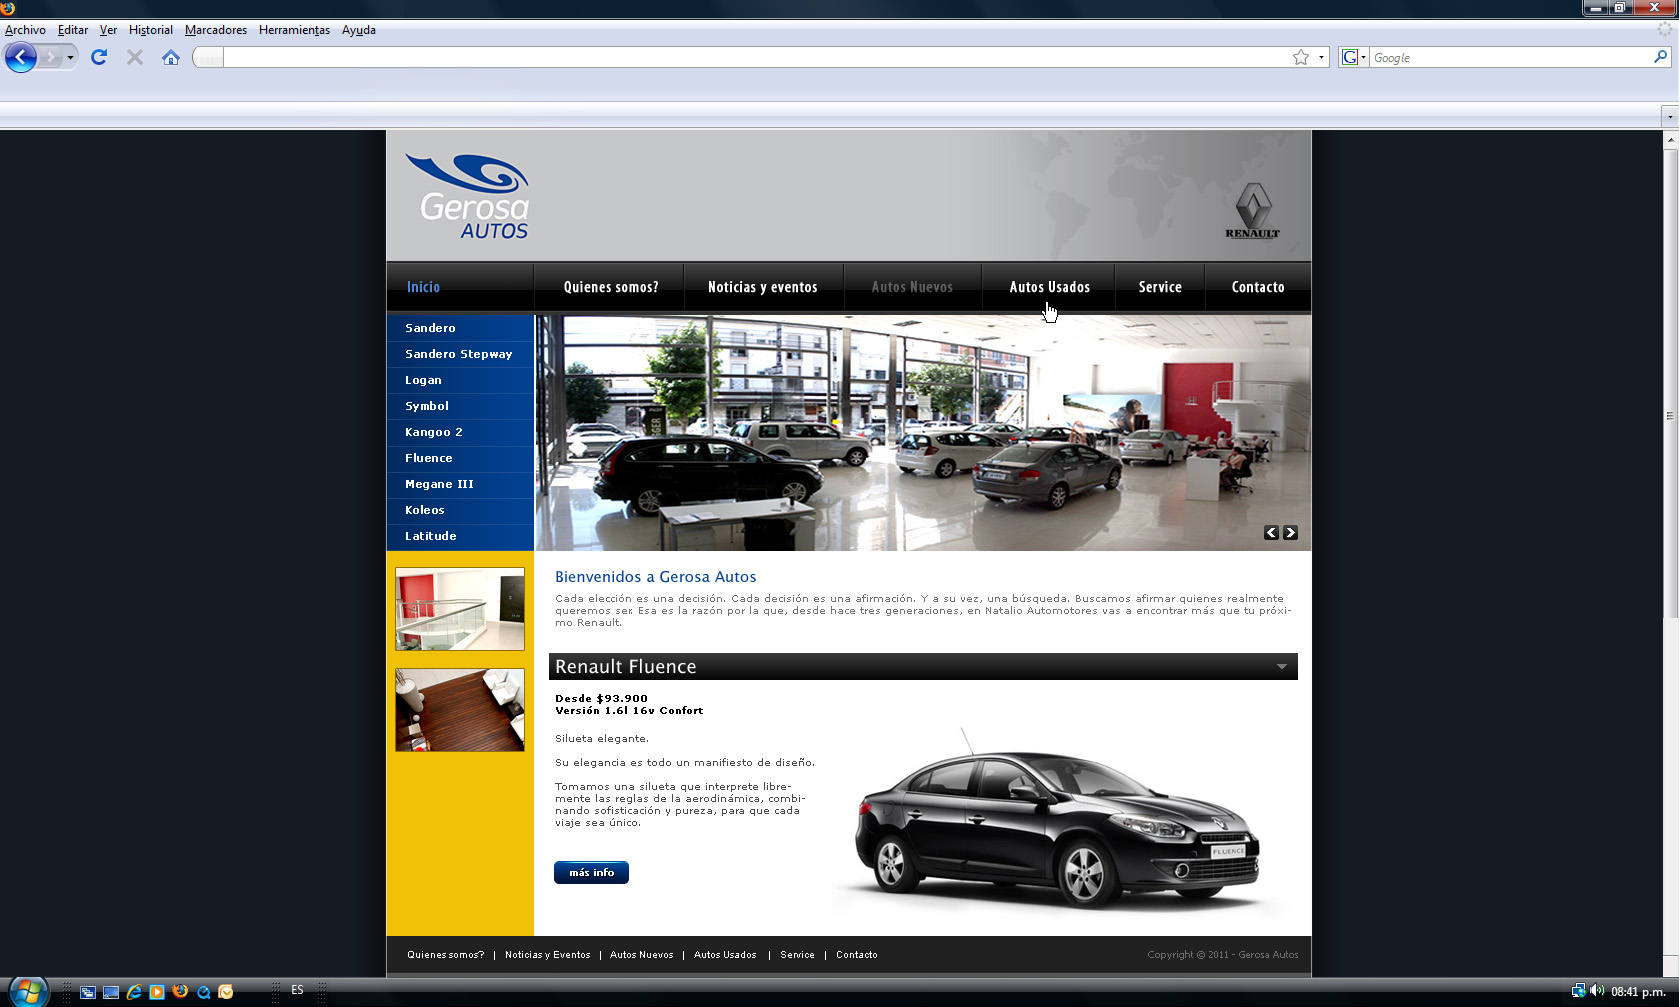 Archivo Editar Ver Historial Marcadores Herramientas Ayuda
G Google
Gerosa
AUTOS
RENAULT
Inicio Quienes somos? Noticias y eventos Autos Nuevos Autos Usados Service Contacto
Sandero
Sandero Stepway
Logan
Symbol
Kangoo 2
Fluence
Megane III
Koleos
Latitude
Bienvenidos a Gerosa Autos
Cada elección es una decisión. Cada decisión es una afirmación. Y a su vez, una búsqueda. Buscamos afirmar quienes realmente
queremos ser. Esa es la razón por la que, desde hace tres generaciones, en Natalio Automotores vas a encontrar más que tu próxi-
mo Renault.
Renault Fluence
Desde $93.900
Versión 1.6l 16v Confort
Silueta elegante.
Su elegancia es todo un manifiesto de diseño.
Tomamos una silueta que interprete libre-
mente las reglas de la aerodinámica, combi-
nando sofisticación y pureza, para que cada
viaje sea único.
FLUENCE
más info
Quienes somos? | Noticias y Eventos | Autos Nuevos | Autos Usados | Service | Contacto
Copyright © 2011 - Gerosa Autos
ES
08:41 p.m.